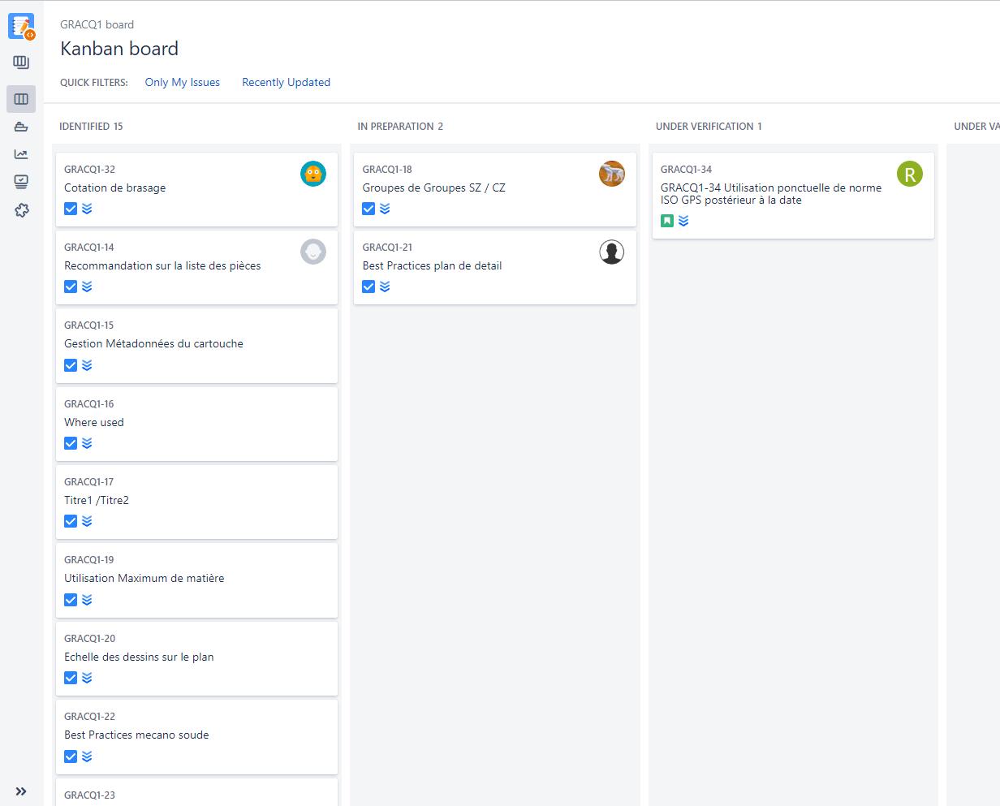 GRACQ1 board
Kanban board
QUICK FILTERS: Only My Issues Recently Updated
IDENTIFIED 15
GRACQ1-32
Cotation de brasage
GRACQ1-14
Recommandation sur la liste des pièces
GRACQ1-15
Gestion Métadonnées du cartouche
GRACQ1-16
Where used
GRACQ1-17
Titre1 /Titre2
GRACQ1-19
Utilisation Maximum de matière
GRACQ1-20
Echelle des dessins sur le plan
GRACQ1-22
Best Practices mecano soude
GRACQ1-23
IN PREPARATION 2
GRACQ1-18
Groupes de Groupes SZ / CZ
GRACQ1-21
Best Practices plan de detail
UNDER VERIFICATION 1
GRACQ1-34
R
GRACQ1-34 Utilisation ponctuelle de norme
ISO GPS postérieur à la date
UNDER VA